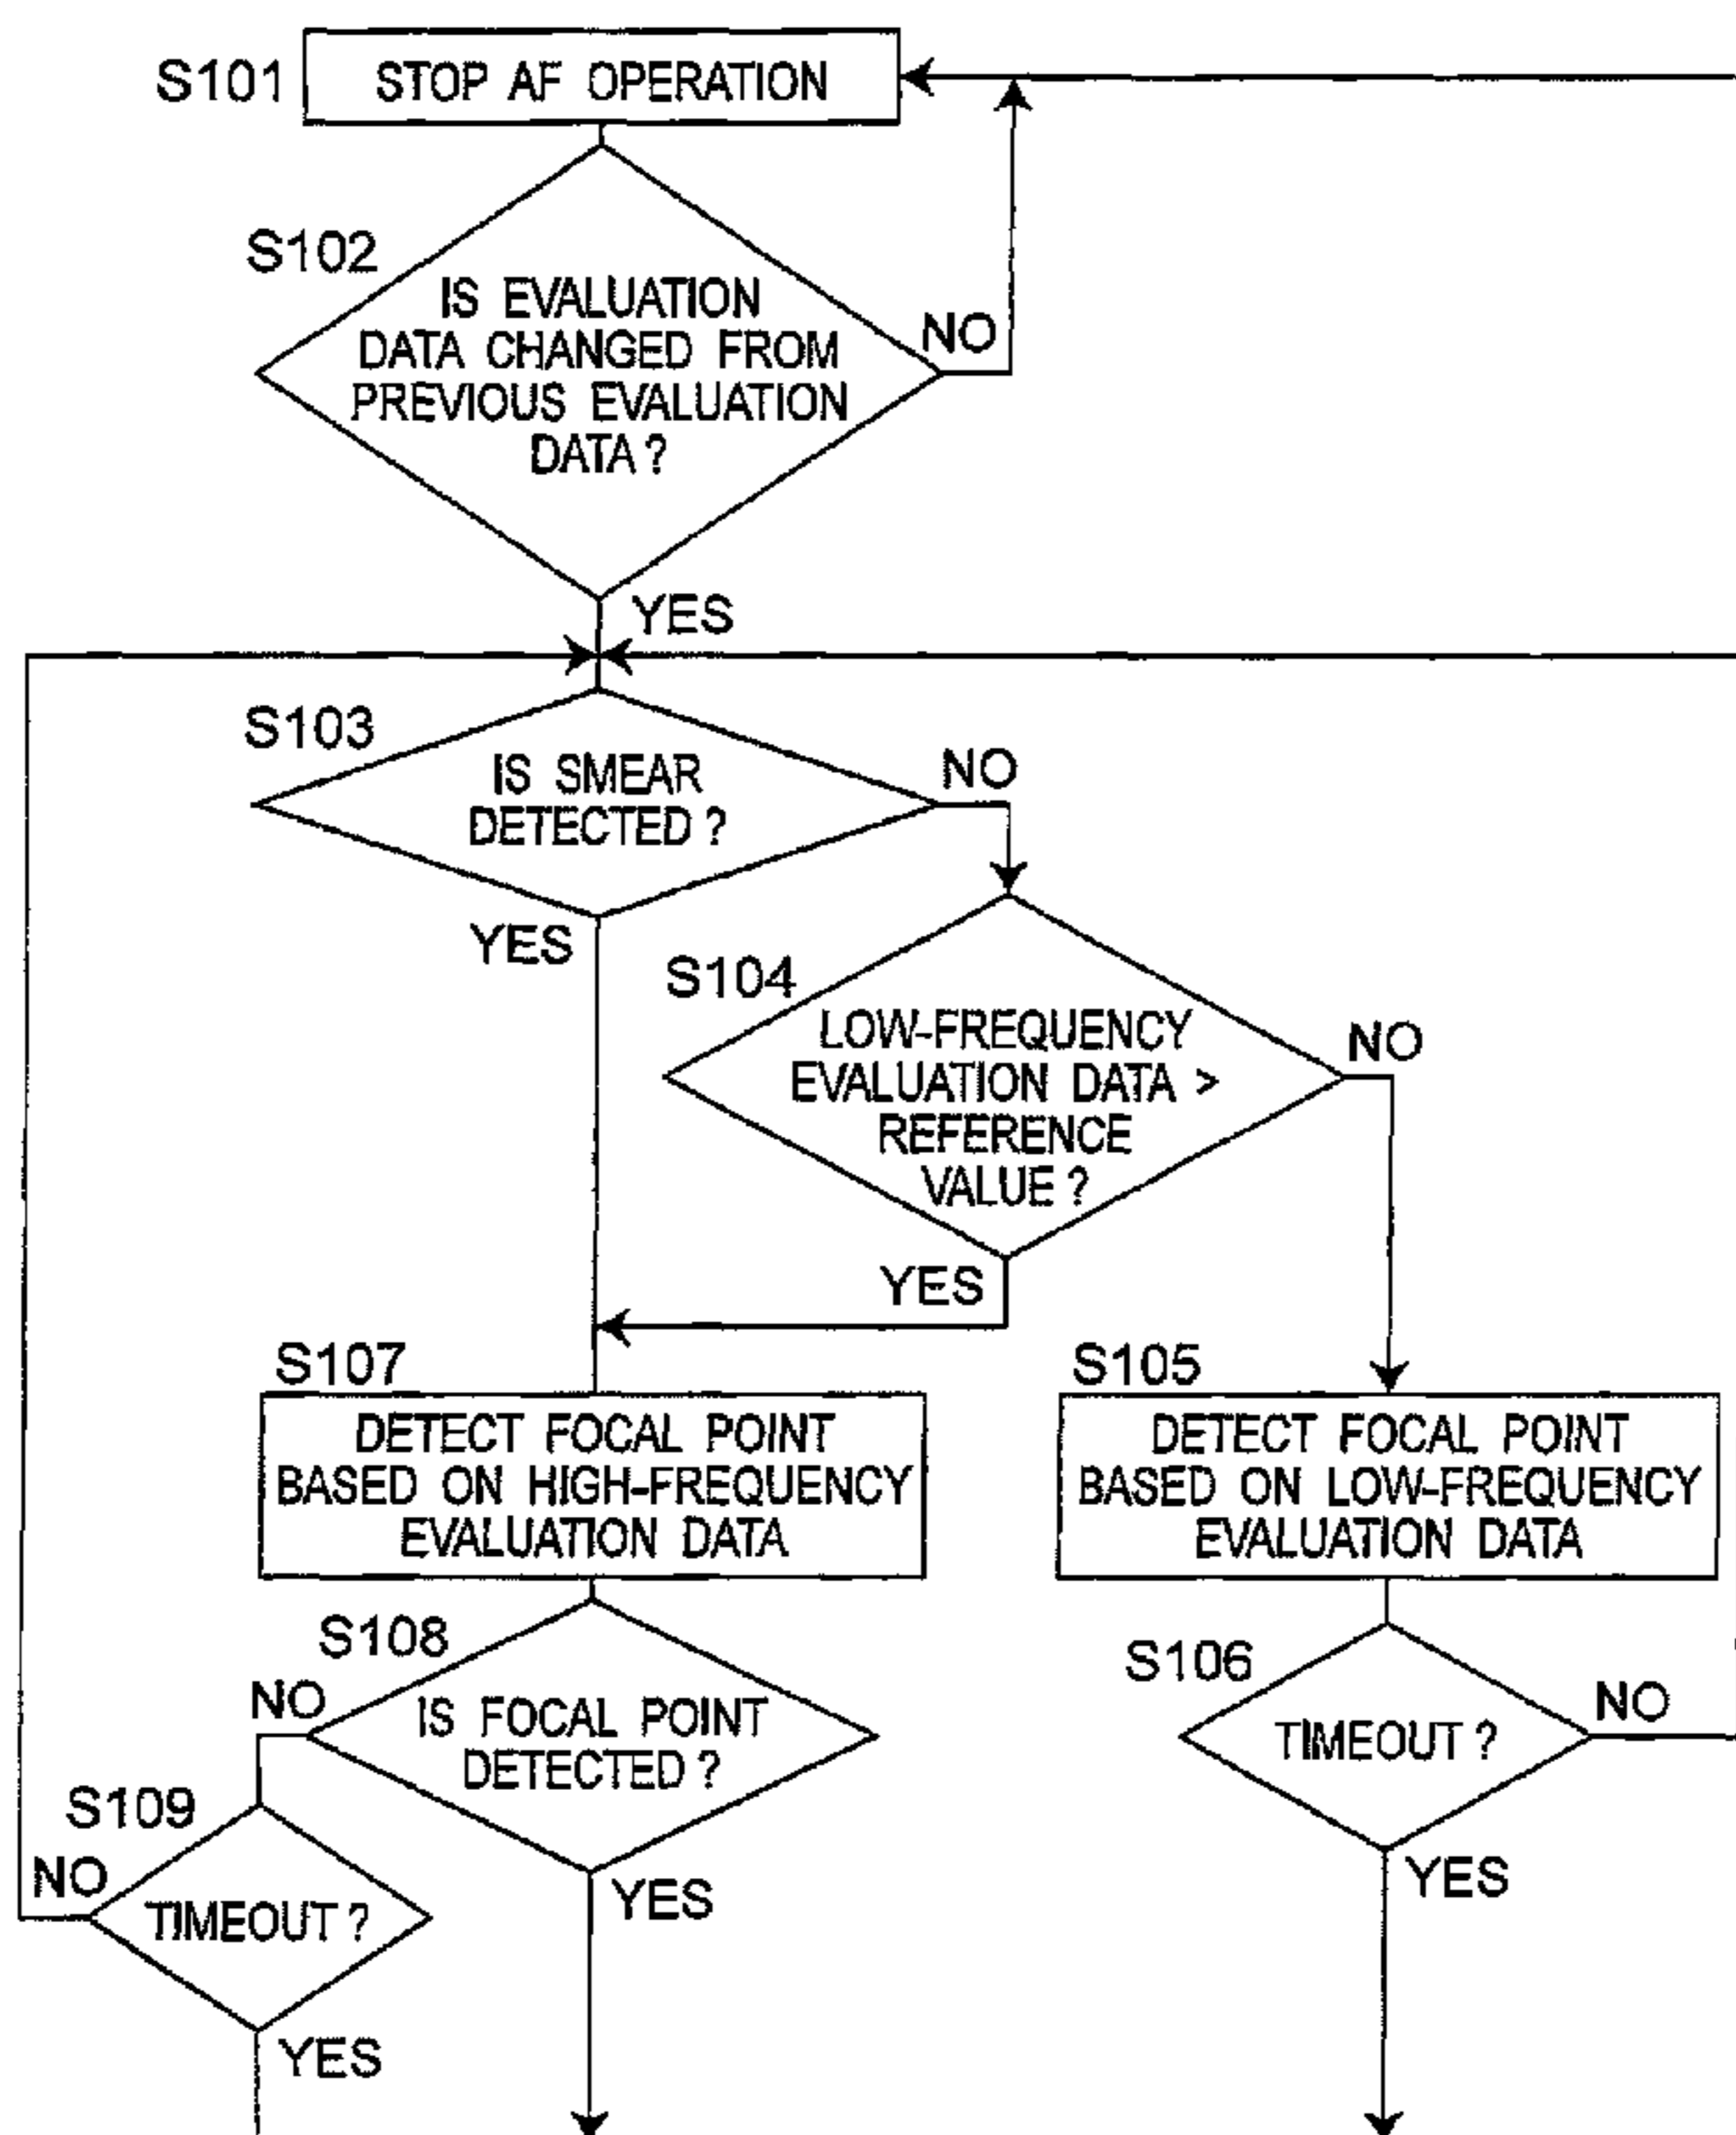 S101
STOP AF OPERATION
S102
IS EVALUATION
DATA CHANGED FROM
PREVIOUS EVALUATION
DATA ?
NO
YES
S103
IS SMEAR
DETECTED ?
NO
YES
S104
LOW-FREQUENCY
EVALUATION DATA >
REFERENCE
VALUE ?
NO
YES
S107
DETECT FOCAL POINT
BASED ON HIGH-FREQUENCY
EVALUATION DATA
S105
DETECT FOCAL POINT
BASED ON LOW-FREQUENCY
EVALUATION DATA
S108
IS FOCAL POINT
DETECTED ?
NO
YES
S106
TIMEOUT ?
NO
YES
S109
TIMEOUT ?
NO
YES